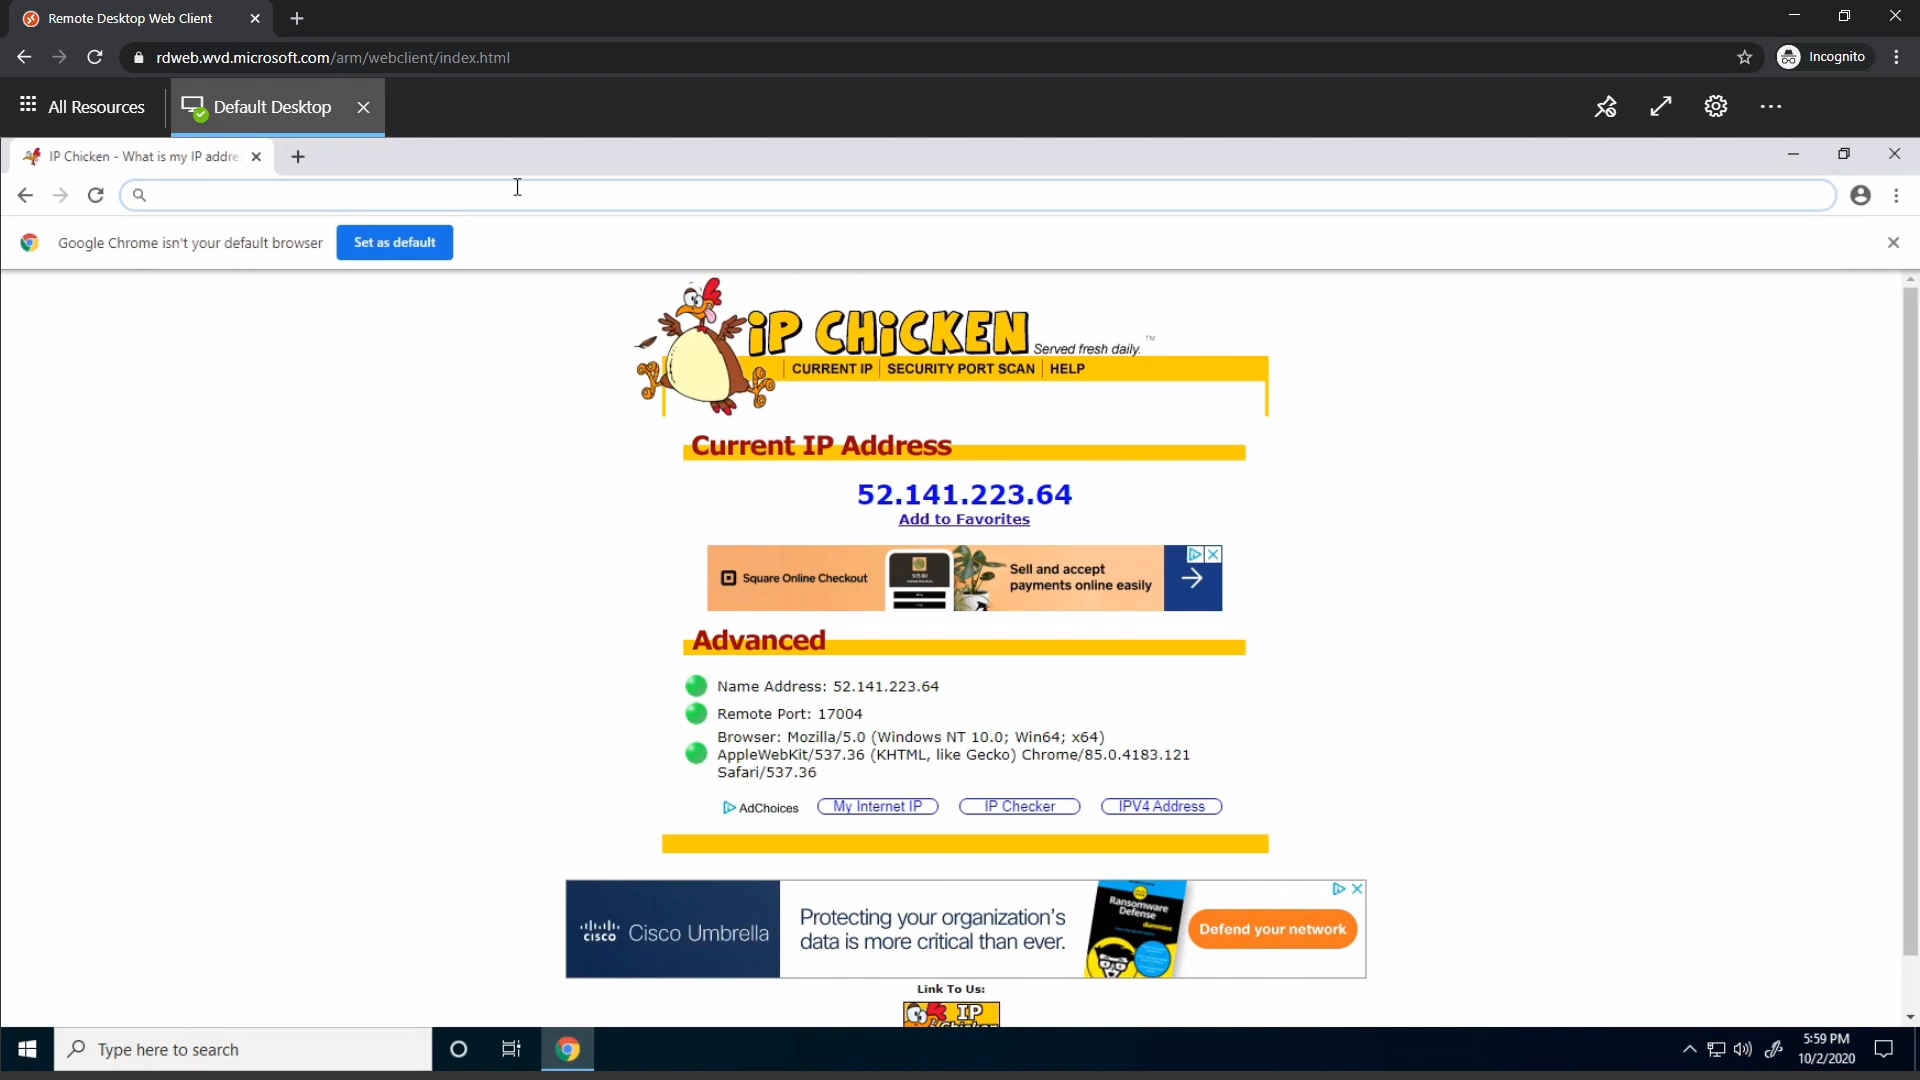 Remote Desktop Web Client
rdweb.wvd.microsoft.com/arm/webclient/index.html
Incognito
All Resources
Default Desktop
IP Chicken - What is my IP addre
Google Chrome isn't your default browser
Set as default
iP CHiCKEN
Served fresh daily. ™
CURRENT IP | SECURITY PORT SCAN | HELP
Current IP Address
52.141.223.64
Add to Favorites
Square Online Checkout
Sell and accept
payments online easily
Advanced
Name Address: 52.141.223.64
Remote Port: 17004
Browser: Mozilla/5.0 (Windows NT 10.0; Win64; x64)
AppleWebKit/537.36 (KHTML, like Gecko) Chrome/85.0.4183.121
Safari/537.36
AdChoices
My Internet IP
IP Checker
IPV4 Address
cisco
Cisco Umbrella
Protecting your organization's
data is more critical than ever.
Ransomware
Defense
dummies
Defend your network
Link To Us:
IP
Type here to search
5:59 PM
10/2/2020